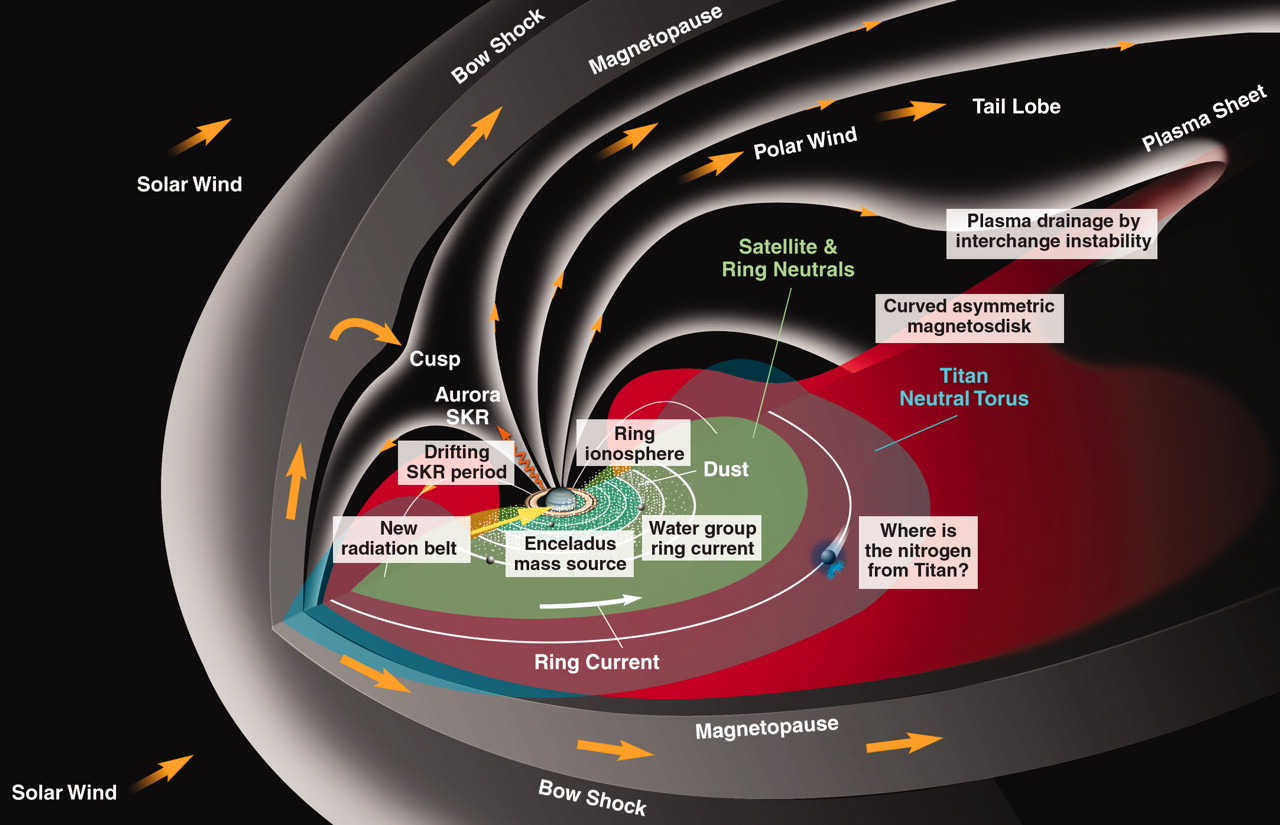 Bow Shock
Magnetopause
Solar Wind
Tail Lobe
Polar Wind
Plasma Sheet
Plasma drainage by
interchange instability
Satellite &
Ring Neutrals
Curved asymmetric
magnetosdisk
Cusp
Titan
Neutral Torus
Aurora
SKR
Ring
ionosphere
Drifting
SKR period
Dust
New
radiation belt
Enceladus
mass source
Water group
ring current
Where is
the nitrogen
from Titan?
Ring Current
Magnetopause
Solar Wind
Bow Shock